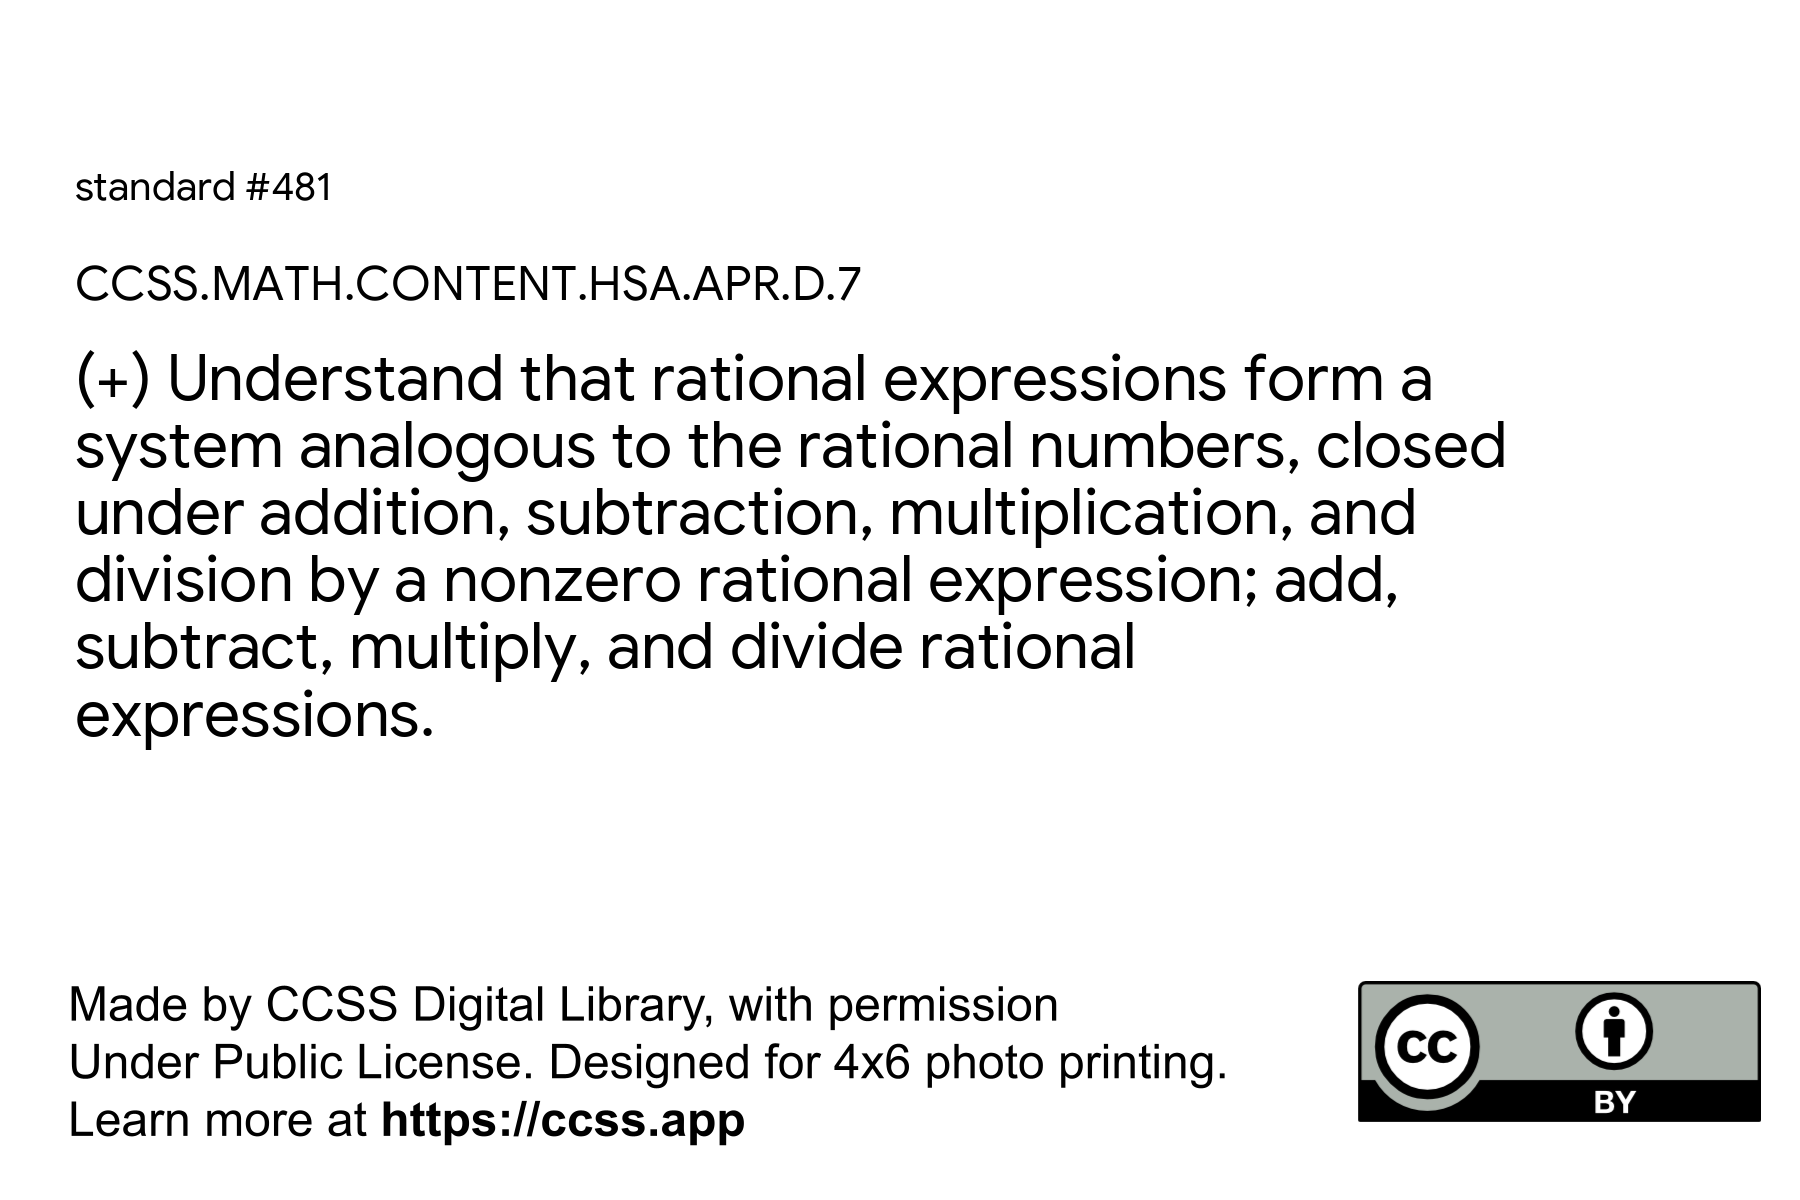 standard #481
CCSS.MATH.CONTENT.HSA.APR.D.7
(+) Understand that rational expressions form a
system analogous to the rational numbers, closed
under addition, subtraction, multiplication, and
division by a nonzero rational expression; add,
subtract, multiply, and divide rational
expressions.
Made by CCSS Digital Library, with permission
Under Public License. Designed for 4x6 photo printing.
Learn more at https://ccss.app
CC
BY